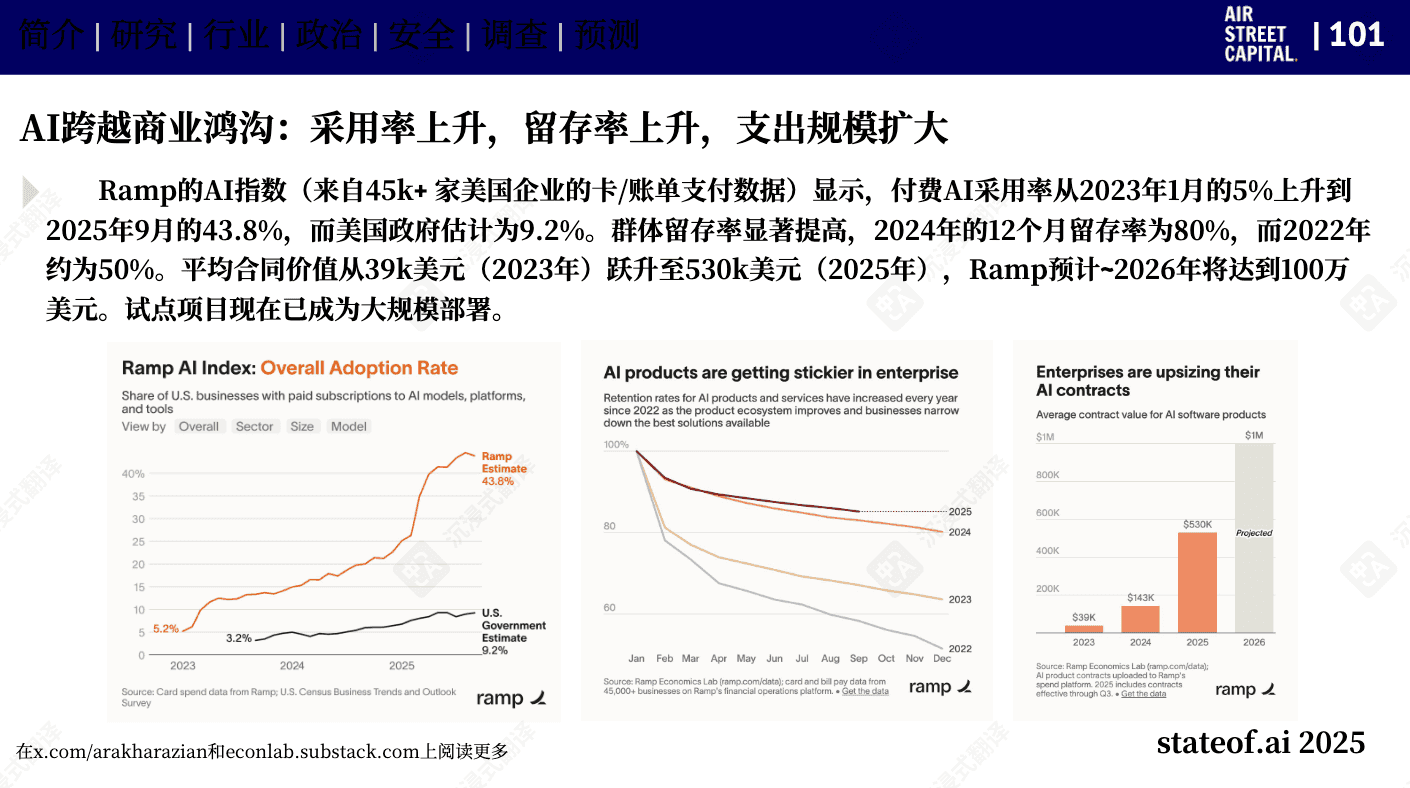 简介 | 研究 | 行业 | 政治 | 安全 | 调查 | 预测
AIR
STREET
CAPITAL.
| 101
AI跨越商业鸿沟：采用率上升，留存率上升，支出规模扩大
Ramp的AI指数（来自45k+ 家美国企业的卡/账单支付数据）显示，付费AI采用率从2023年1月的5%上升到
2025年9月的43.8%，而美国政府估计为9.2%。群体留存率显著提高，2024年的12个月留存率为80%，而2022年
约为50%。平均合同价值从39k美元（2023年）跃升至530k美元（2025年），Ramp预计~2026年将达到100万
美元。试点项目现在已成为大规模部署。
Ramp AI Index: Overall Adoption Rate
Share of U.S. businesses with paid subscriptions to AI models, platforms,
and tools
View by Overall Sector Size Model
40%
35
30
25
20
15
10
5
0
5.2%
3.2%
Ramp
Estimate
43.8%
U.S.
Government
Estimate
9.2%
2023 2024 2025
Source: Card spend data from Ramp; U.S. Census Business Trends and Outlook
Survey
ramp
AI products are getting stickier in enterprise
Retention rates for AI products and services have increased every year
since 2022 as the product ecosystem improves and businesses narrow
down the best solutions available
100%
80
60
2025
2024
2023
2022
Jan Feb Mar Apr May Jun Jul Aug Sep Oct Nov Dec
Source: Ramp Economics Lab (ramp.com/data); card and bill pay data from
45,000+ businesses on Ramp's financial operations platform. • Get the data
ramp
Enterprises are upsizing their
AI contracts
Average contract value for AI software products
$1M
800K
600K
400K
200K
$39K
$143K
$530K
$1M
Projected
2023 2024 2025 2026
Source: Ramp Economics Lab (ramp.com/data);
AI product contracts uploaded to Ramp's
spend platform. 2025 includes contracts
effective through Q3. • Get the data
ramp
在x.com/arakharazian和econlab.substack.com上阅读更多
stateof.ai 2025
沉浸式翻译